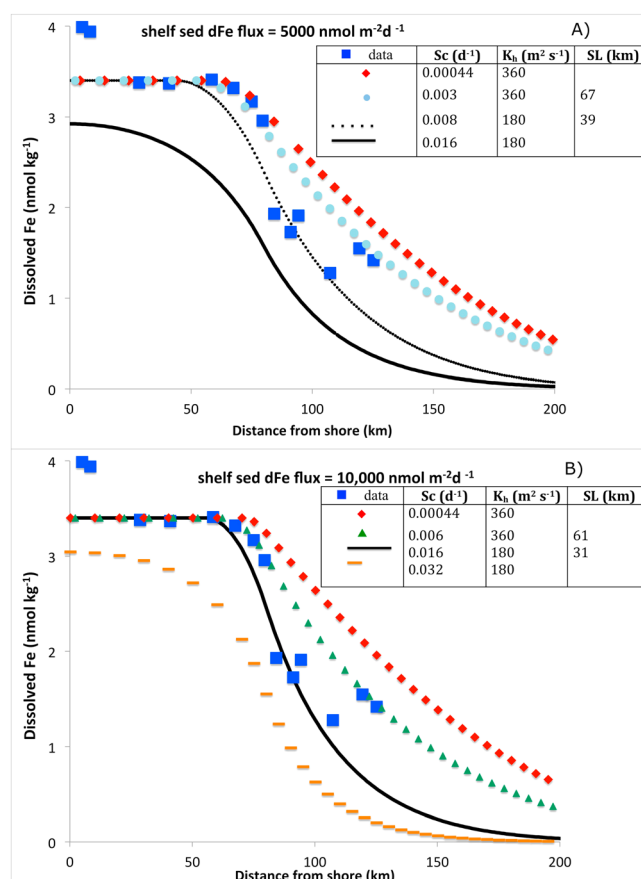 shelf sed dFe flux = 5000 nmol m⁻²d⁻¹
A)
data Sc (d⁻¹) Kₕ (m² s⁻¹) SL (km)
0.00044 360
0.003 360 67
0.008 180 39
0.016 180
Dissolved Fe (nmol kg⁻¹)
4
3
2
1
0
0 50 100 150 200
Distance from shore (km)
shelf sed dFe flux = 10,000 nmol m⁻²d⁻¹
B)
data Sc (d⁻¹) Kₕ (m² s⁻¹) SL (km)
0.00044 360
0.006 360 61
0.016 180 31
0.032 180
Dissolved Fe (nmol kg⁻¹)
4
3
2
1
0
0 50 100 150 200
Distance from shore (km)